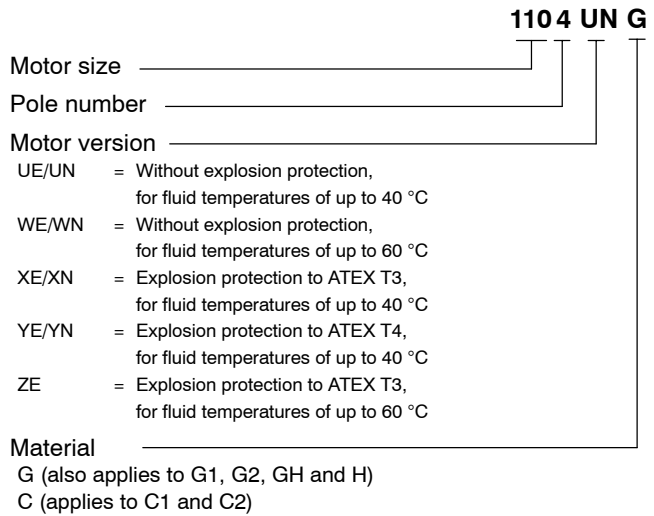 110 4 UN G
Motor size
Pole number
Motor version
UE/UN = Without explosion protection,
for fluid temperatures of up to 40 °C
WE/WN = Without explosion protection,
for fluid temperatures of up to 60 °C
XE/XN = Explosion protection to ATEX T3,
for fluid temperatures of up to 40 °C
YE/YN = Explosion protection to ATEX T4,
for fluid temperatures of up to 40 °C
ZE = Explosion protection to ATEX T3,
for fluid temperatures of up to 60 °C
Material
G (also applies to G1, G2, GH and H)
C (applies to C1 and C2)